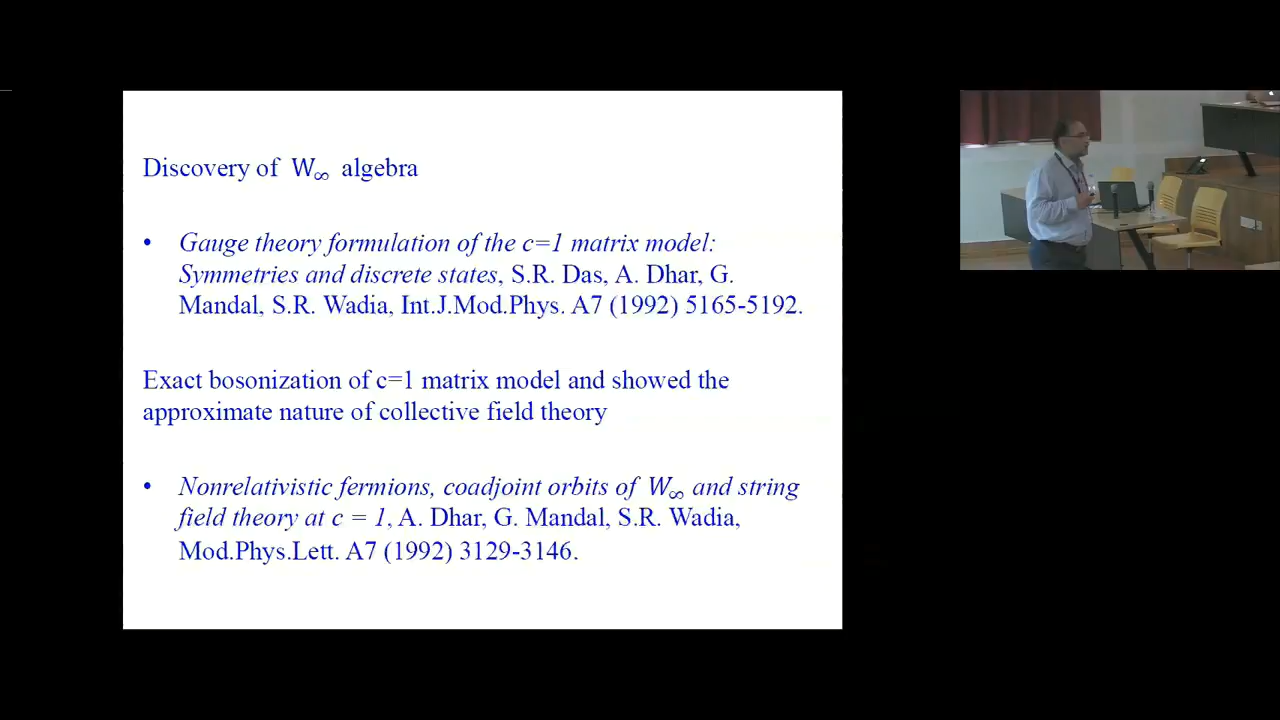 Discovery of W∞ algebra
• Gauge theory formulation of the c=1 matrix model:
Symmetries and discrete states, S.R. Das, A. Dhar, G.
Mandal, S.R. Wadia, Int.J.Mod.Phys. A7 (1992) 5165-5192.
Exact bosonization of c=1 matrix model and showed the
approximate nature of collective field theory
• Nonrelativistic fermions, coadjoint orbits of W∞ and string
field theory at c = 1, A. Dhar, G. Mandal, S.R. Wadia,
Mod.Phys.Lett. A7 (1992) 3129-3146.